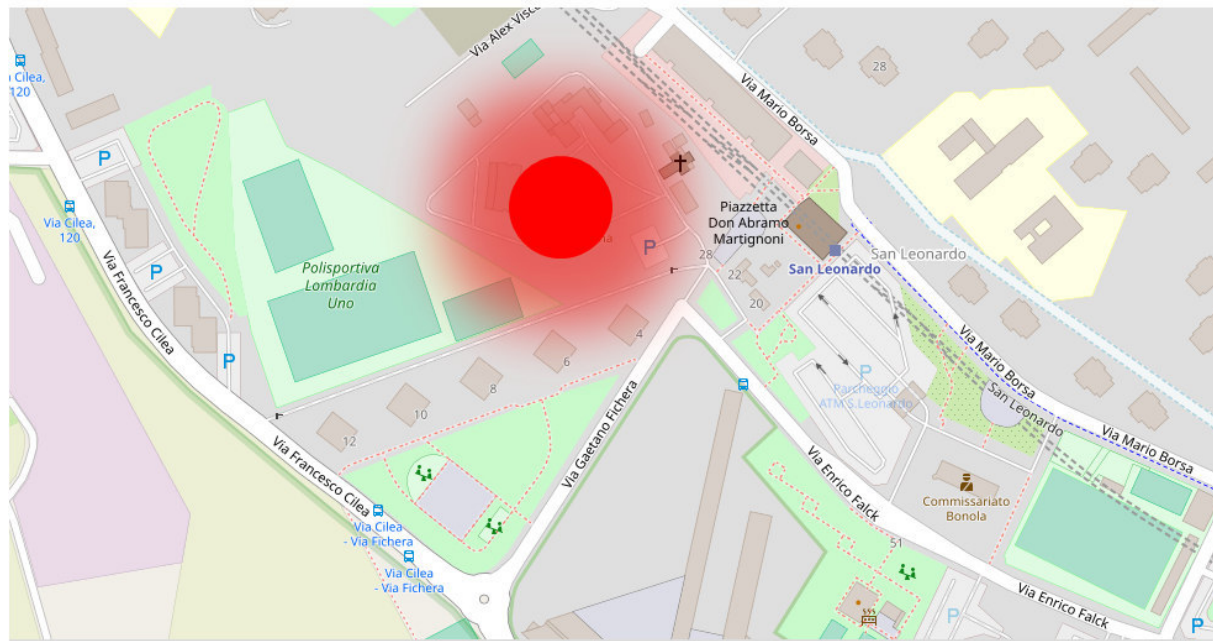 Via Alex Visc
28
Via Mario Borsa
Via Cilea,
120
P
Via Cilea,
120
P
Piazzetta
Don Abramo
Martignoni
P
28
22
20
San Leonardo
San Leonardo
Polisportiva
Lombardia
Uno
Via Francesco Cilea
P
4
6
8
10
12
P
Parcheggio
ATM S.Leonardo
Via Mario Borsa
San Leonardo
Via Mario Borsa
Via Gaetano Fichera
Via Francesco Cilea
Via Enrico Falck
Commissariato
Bonola
Via Cilea
- Via Fichera
Via Cilea
- Via Fichera
51
Via Enrico Falck
P
P